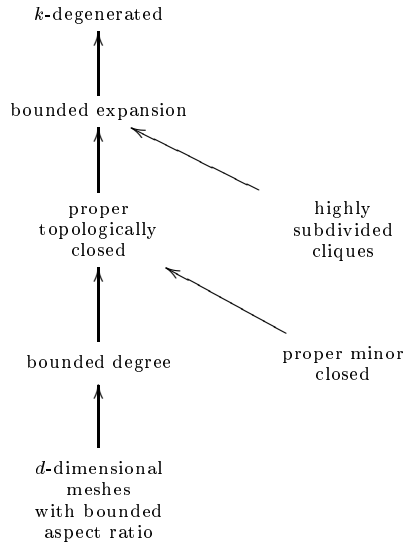 k-degenerated
bounded expansion
proper
topologically
closed
highly
subdivided
cliques
bounded degree
proper minor
closed
d-dimensional
meshes
with bounded
aspect ratio